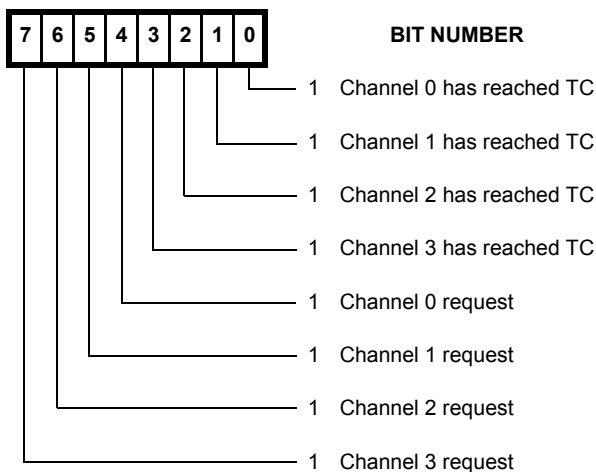 7 6 5 4 3 2 1 0 BIT NUMBER
1 Channel 0 has reached TC
1 Channel 1 has reached TC
1 Channel 2 has reached TC
1 Channel 3 has reached TC
1 Channel 0 request
1 Channel 1 request
1 Channel 2 request
1 Channel 3 request